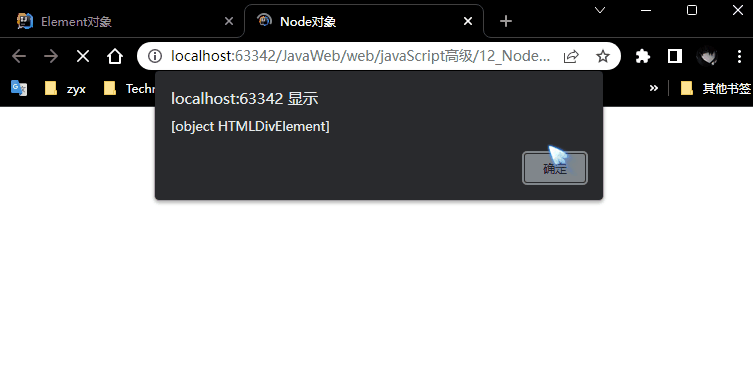 Element对象
Node对象
localhost:63342/JavaWeb/web/javaScript高级/12_Node...
zyx
Techn
其他书签
localhost:63342 显示
[object HTMLDivElement]
确定